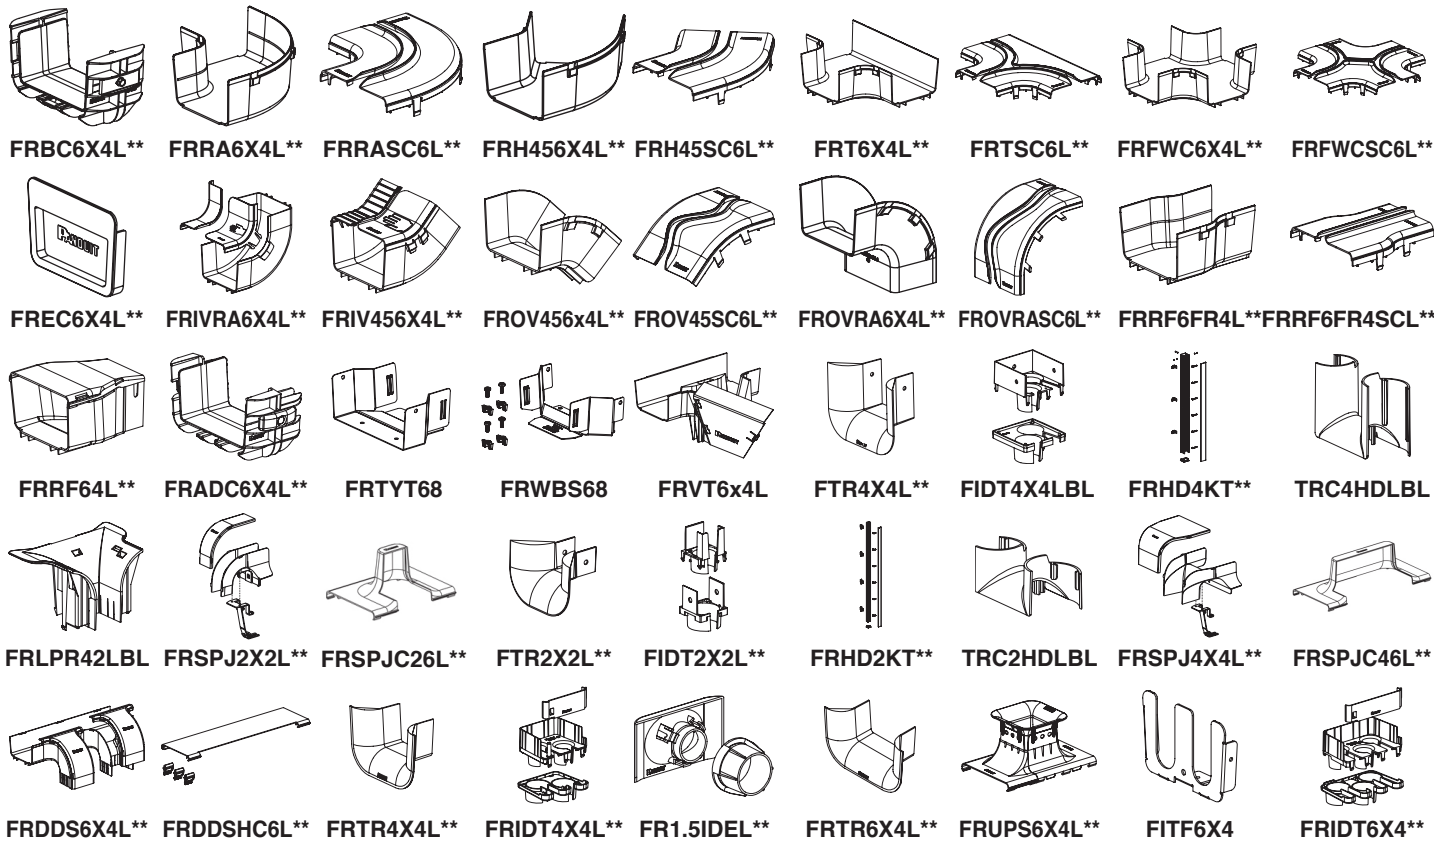 FRBC6X4L** FRRA6X4L** FRRASC6L** FRH456X4L** FRH45SC6L** FRT6X4L** FRTSC6L** FRFWC6X4L** FRFWCSC6L**
PANDUIT
FREC6X4L** FRIVRA6X4L** FRIV456X4L** FROV456x4L** FROV45SC6L** FROVRA6X4L** FROVRASC6L** FRRF6FR4L** FRRF6FR4SCL**
FRRF64L** FRADC6X4L** FRTYT68 FRWBS68 FRVT6x4L FTR4X4L** FIDT4X4LBL FRHD4KT** TRC4HDLBL
FRLPR42LBL FRSPJ2X2L** FRSPJC26L** FTR2X2L** FIDT2X2L** FRHD2KT** TRC2HDLBL FRSPJ4X4L** FRSPJC46L**
FRDDS6X4L** FRDDSHC6L** FRTR4X4L** FRIDT4X4L** FR1.5IDEL** FRTR6X4L** FRUPS6X4L** FITF6X4 FRIDT6X4**